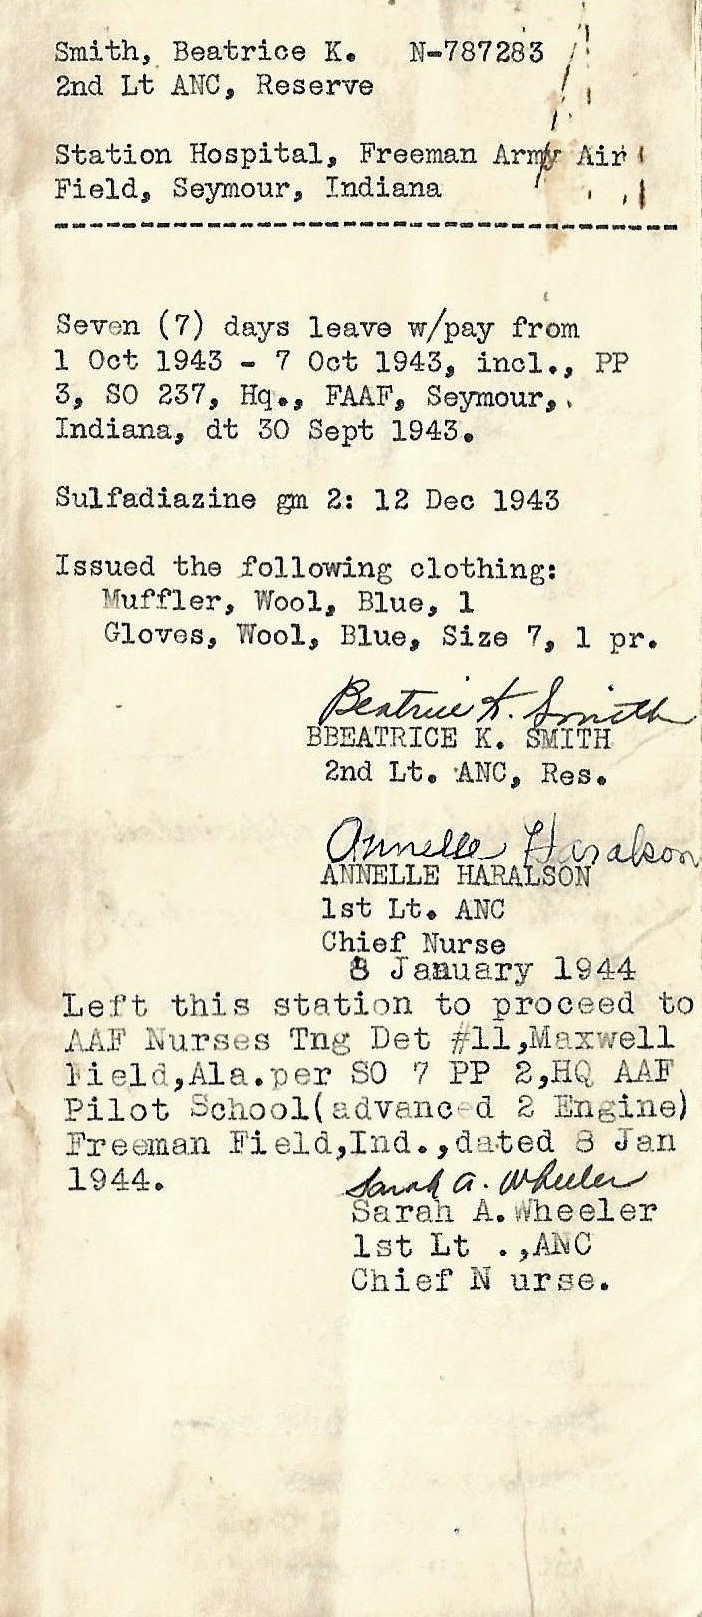 Smith, Beatrice K. N-787283
2nd Lt ANC, Reserve
Station Hospital, Freeman Army Air
Field, Seymour, Indiana
Seven (7) days leave w/pay from
1 Oct 1943 - 7 Oct 1943, incl., PP
3, SO 237, Hq., FAAF, Seymour,
Indiana, dt 30 Sept 1943.
Sulfadiazine gm 2: 12 Dec 1943
Issued the following clothing:
Muffler, Wool, Blue, 1
Gloves, Wool, Blue, Size 7, 1 pr.
Beatrice K. Smith
BBEATRICE K. SMITH
2nd Lt. ANC, Res.
Annelle Haralson
ANNELLE HARALSON
1st Lt. ANC
Chief Nurse
8 January 1944
Left this station to proceed to
AAF Nurses Tng Det #11,Maxwell
Field,Ala.per SO 7 PP 2,HQ AAF
Pilot School(advanced 2 Engine)
Freeman Field,Ind.,dated 8 Jan
1944.
Sarah A. Wheeler
Sarah A.Wheeler
1st Lt .,ANC
Chief N urse.